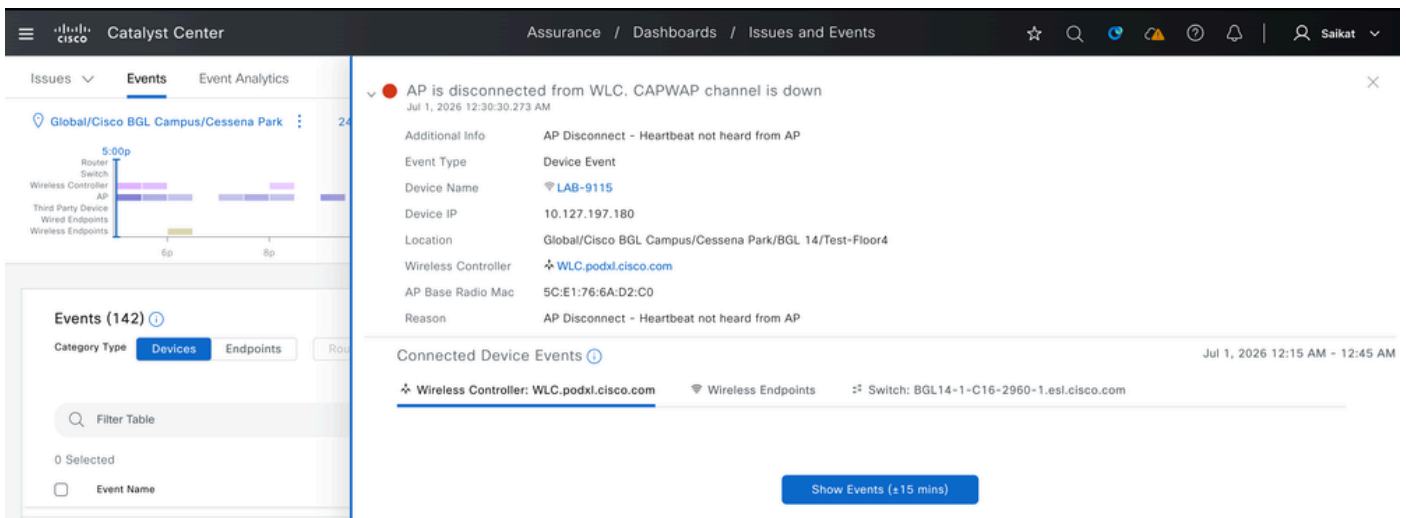 cisco Catalyst Center Assurance / Dashboards / Issues and Events Saikat
Issues Events Event Analytics
Global/Cisco BGL Campus/Cessena Park 24
5:00p
Router
Switch
Wireless Controller
AP
Third Party Device
Wired Endpoints
Wireless Endpoints
6p 8p
Events (142)
Category Type Devices Endpoints Rou
Filter Table
0 Selected
Event Name
AP is disconnected from WLC. CAPWAP channel is down
Jul 1, 2026 12:30:30.273 AM
Additional Info AP Disconnect - Heartbeat not heard from AP
Event Type Device Event
Device Name LAB-9115
Device IP 10.127.197.180
Location Global/Cisco BGL Campus/Cessena Park/BGL 14/Test-Floor4
Wireless Controller WLC.podxl.cisco.com
AP Base Radio Mac 5C:E1:76:6A:D2:C0
Reason AP Disconnect - Heartbeat not heard from AP
Connected Device Events Jul 1, 2026 12:15 AM - 12:45 AM
Wireless Controller: WLC.podxl.cisco.com Wireless Endpoints Switch: BGL14-1-C16-2960-1.esl.cisco.com
Show Events (±15 mins)